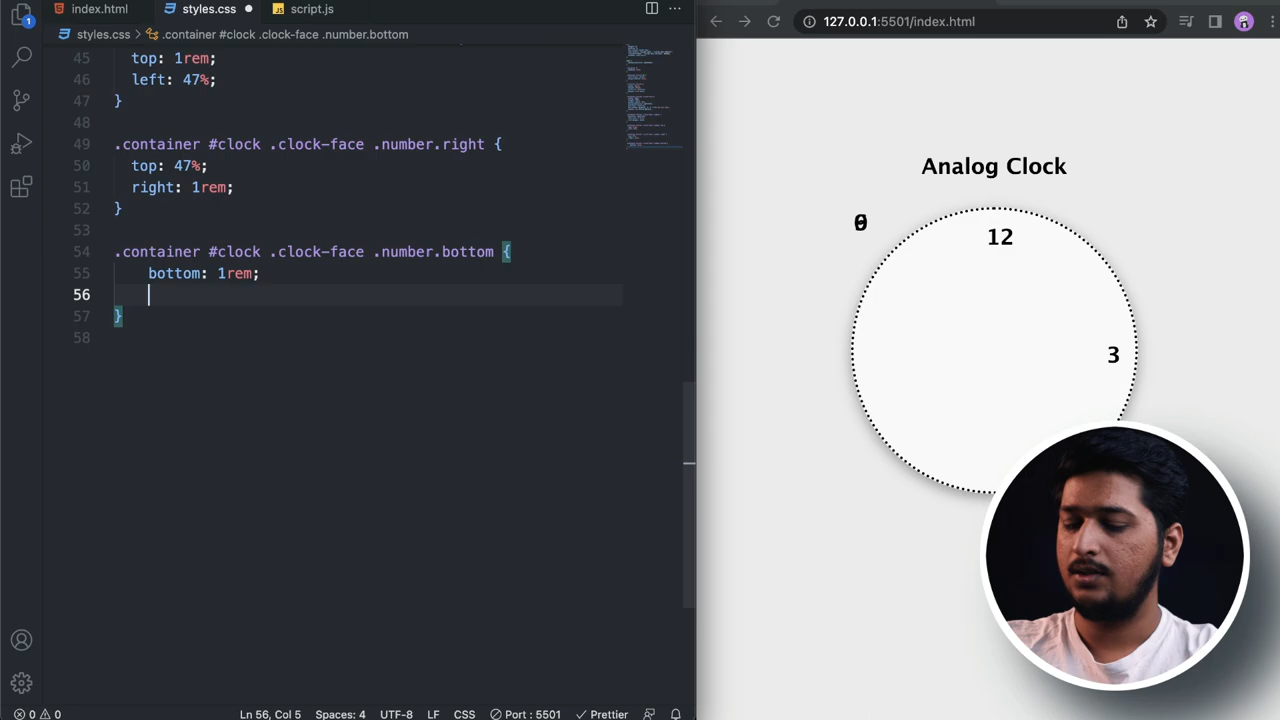 index.html styles.css script.js
127.0.0.1:5501/index.html
styles.css .container #clock .clock-face .number.bottom
45 top: 1rem;
46 left: 47%;
47 }
48
49 .container #clock .clock-face .number.right {
50 top: 47%;
51 right: 1rem;
52 }
53
54 .container #clock .clock-face .number.bottom {
55 bottom: 1rem;
56
57 }
58
Analog Clock
12
3
1
0 0 Ln 56, Col 5 Spaces: 4 UTF-8 LF CSS Port : 5501 Prettier